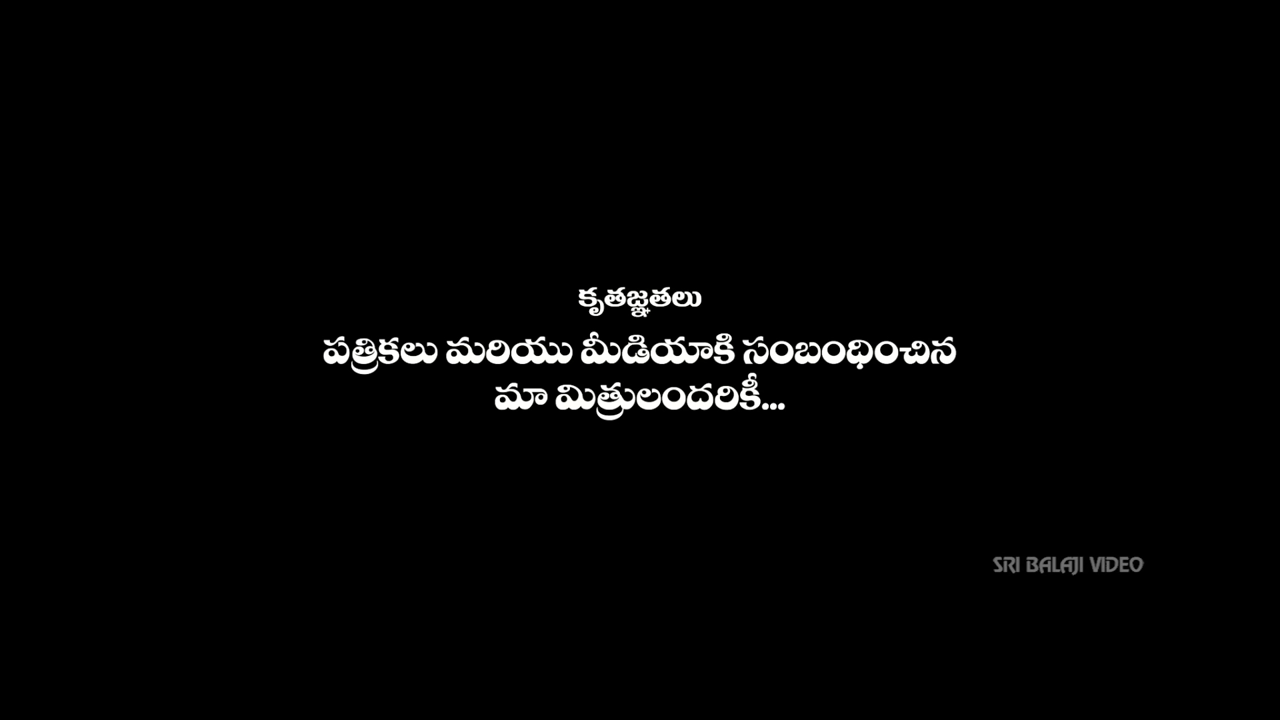 కృతజ్ఞతలు
పత్రికలు మరియు మీడియాకి సంబంధించిన
మా మిత్రులందరికీ...
SRI BALAJI VIDEO